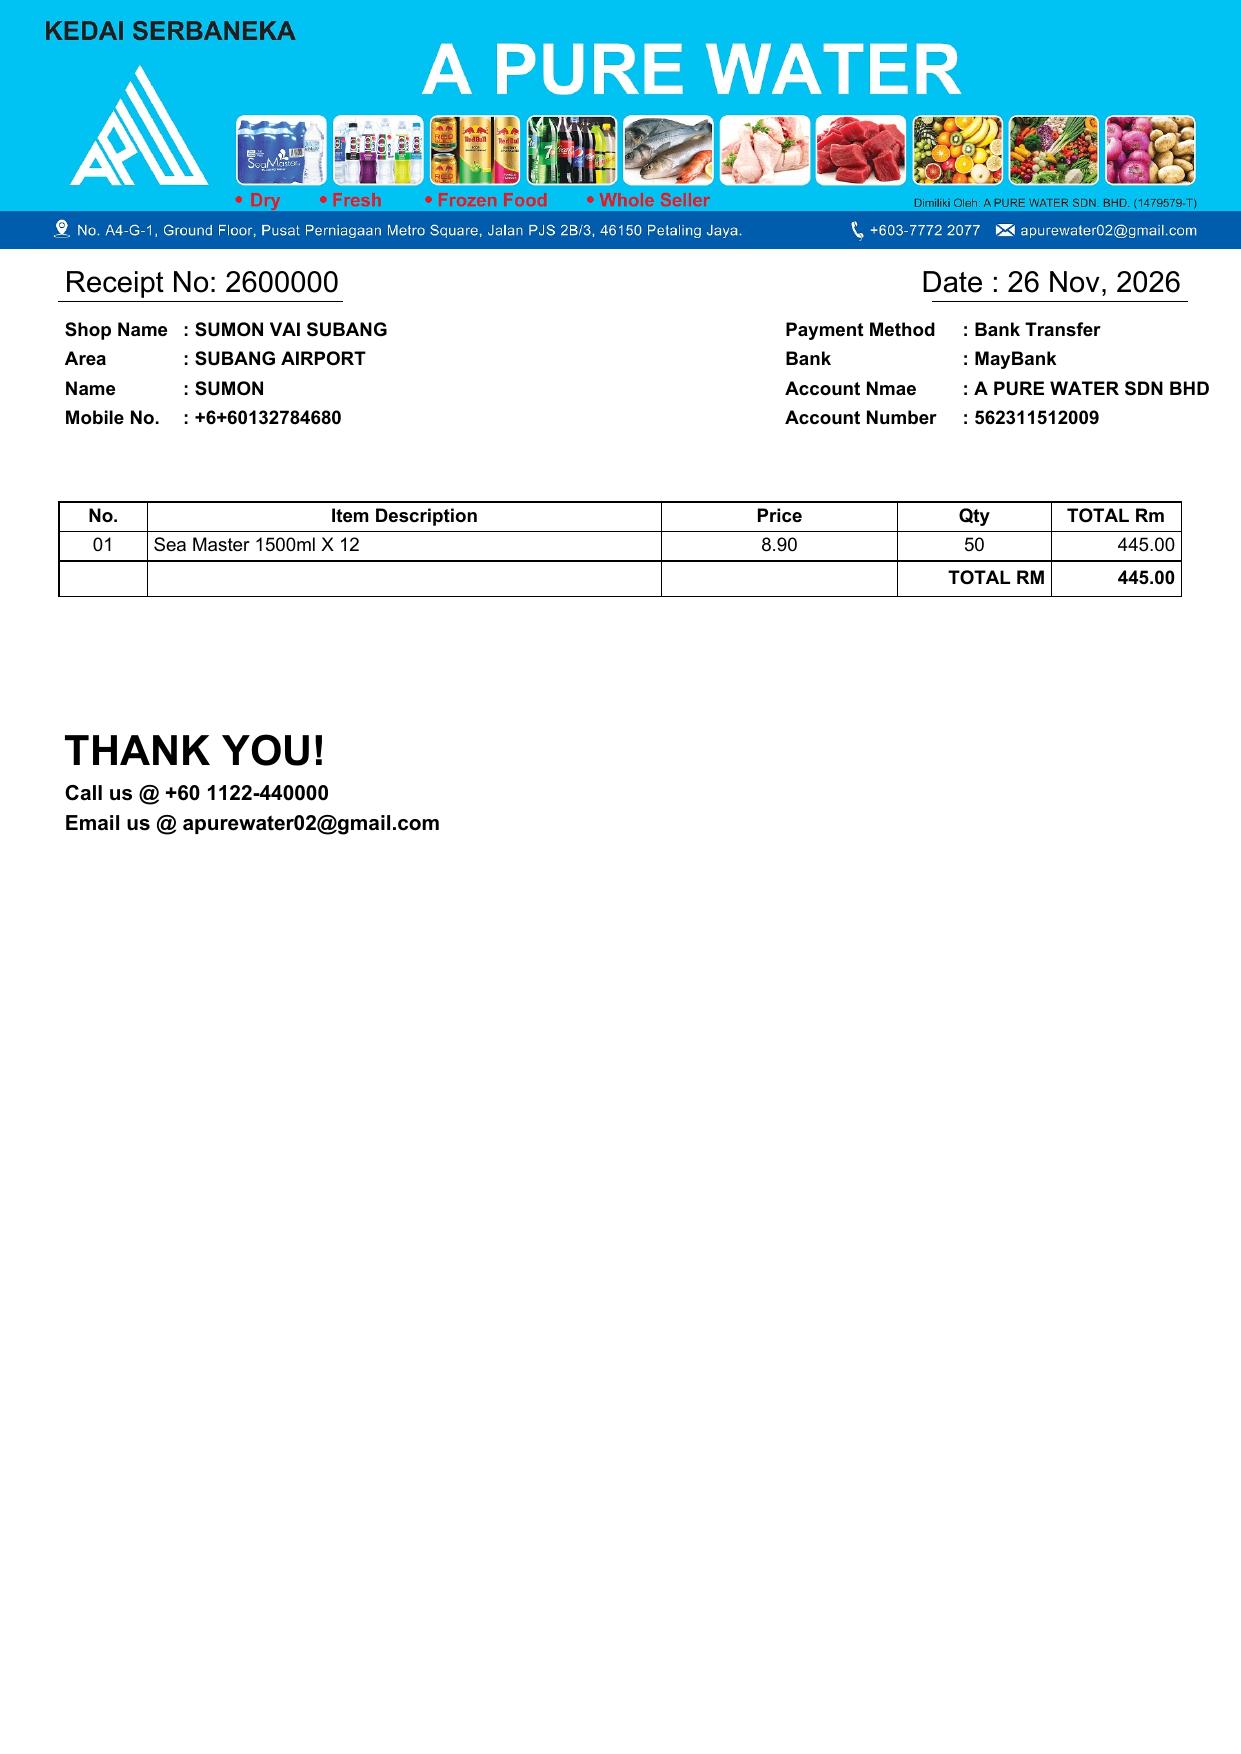 KEDAI SERBANEKA
A PURE WATER
APW
SeaMaster
• Dry • Fresh • Frozen Food • Whole Seller
Dimiliki Oleh: A PURE WATER SDN. BHD. (1479579-T)
No. A4-G-1, Ground Floor, Pusat Perniagaan Metro Square, Jalan PJS 2B/3, 46150 Petaling Jaya. +603-7772 2077 apurewater02@gmail.com
Receipt No: 2600000 Date : 26 Nov, 2026
Shop Name : SUMON VAI SUBANG Payment Method : Bank Transfer
Area : SUBANG AIRPORT Bank : MayBank
Name : SUMON Account Nmae : A PURE WATER SDN BHD
Mobile No. : +6+60132784680 Account Number : 562311512009
No. Item Description Price Qty TOTAL Rm
01 Sea Master 1500ml X 12 8.90 50 445.00
TOTAL RM 445.00
THANK YOU!
Call us @ +60 1122-440000
Email us @ apurewater02@gmail.com